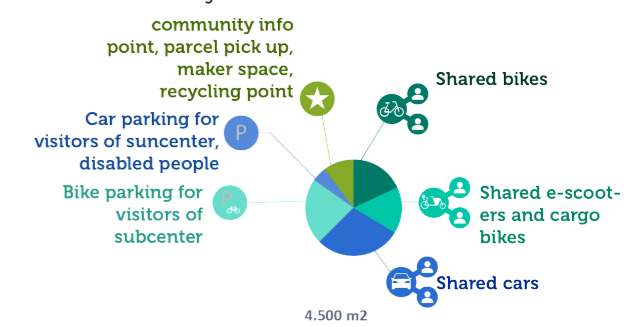 community info
point, parcel pick up,
maker space,
recycling point
Shared bikes
Car parking for
visitors of suncenter,
disabled people
P
Bike parking for
visitors of
subcenter
P
Shared e-scoot-
ers and cargo
bikes
Shared cars
4.500 m2